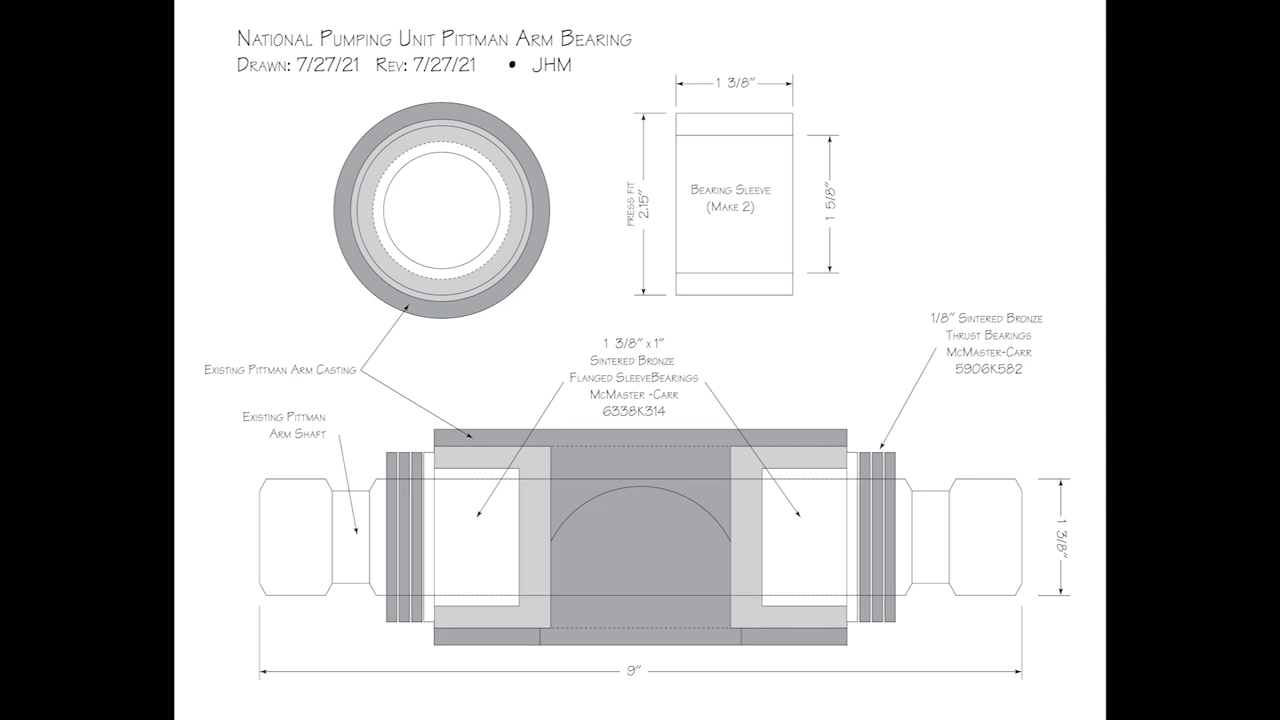 National Pumping Unit Pittman Arm Bearing
Drawn: 7/27/21 Rev: 7/27/21 • JHM
1 3/8"
PRESS FIT
2.15"
Bearing Sleeve
(Make 2)
1 5/8"
1/8" Sintered Bronze
Thrust Bearings
McMaster-Carr
5906K582
1 3/8" x 1"
Sintered Bronze
Flanged SleeveBearings
McMaster -Carr
6338K314
Existing Pittman Arm Casting
Existing Pittman
Arm Shaft
1 3/8"
9"